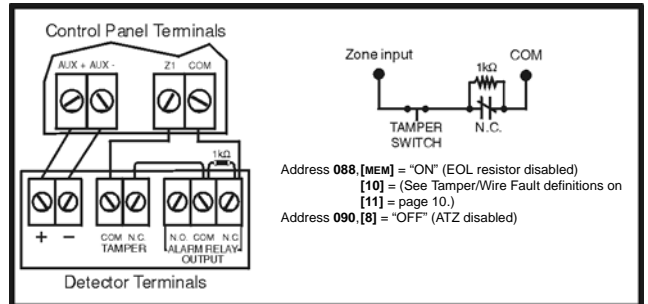 Control Panel Terminals
AUX + AUX -
Z1 COM
1kΩ
+ -
COM N.C.
TAMPER
N.O. COM N.C
ALARM RELAY
OUTPUT
Detector Terminals
Zone input
COM
1kΩ
TAMPER
SWITCH
N.C.
Address 088,[MEM] = “ON” (EOL resistor disabled)
[10] = (See Tamper/Wire Fault definitions on
[11] = page 10.)
Address 090,[8] = “OFF” (ATZ disabled)